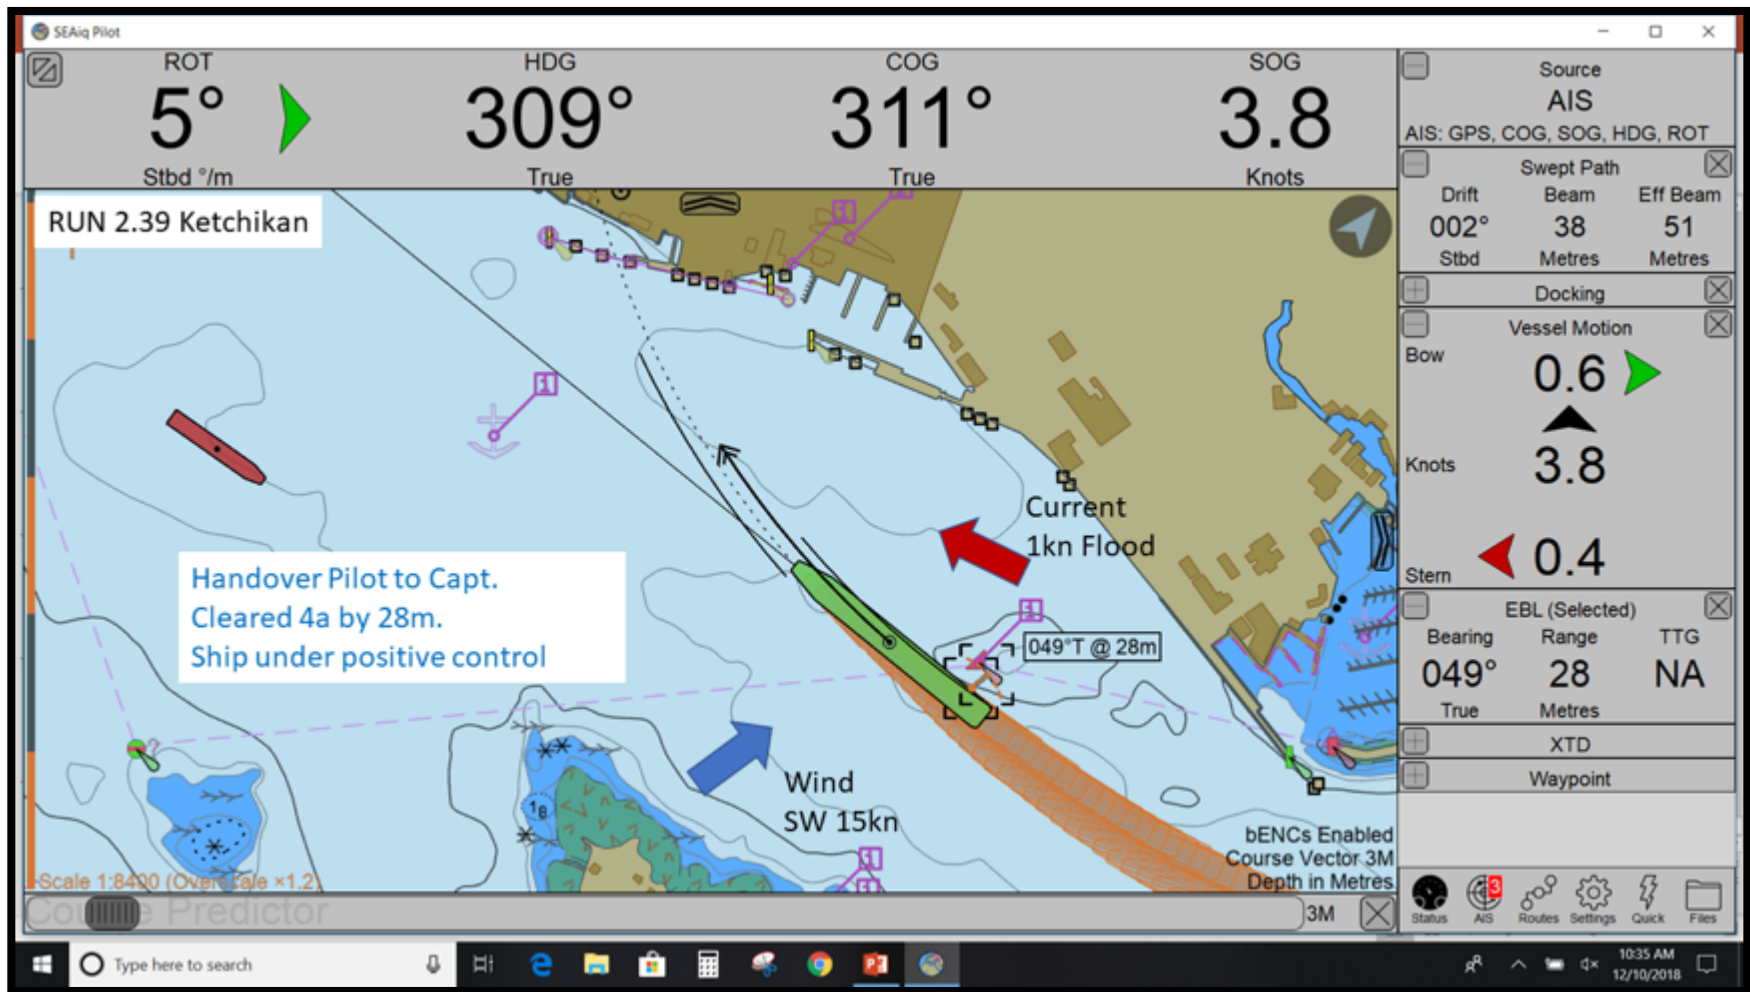 SEAiq Pilot
ROT
HDG
COG
SOG
5°
309°
311°
3.8
Stbd °/m
True
True
Knots
Source
AIS
AIS: GPS, COG, SOG, HDG, ROT
Swept Path
Drift
Beam
Eff Beam
002°
38
51
Stbd
Metres
Metres
Docking
Vessel Motion
Bow
0.6
Knots
3.8
Stern
0.4
EBL (Selected)
Bearing
Range
TTG
049°
28
NA
True
Metres
XTD
Waypoint
RUN 2.39 Ketchikan
1
1
Current
1kn Flood
Handover Pilot to Capt.
Cleared 4a by 28m.
Ship under positive control
1
049°T @ 28m
Wind
SW 15kn
18
1
bENCs Enabled
Course Vector 3M
Depth in Metres
Scale 1:8400 (Overscale ×1.2)
Course Predictor
3M
3
Status
AIS
Routes
Settings
Quick
Files
Type here to search
10:35 AM
12/10/2018